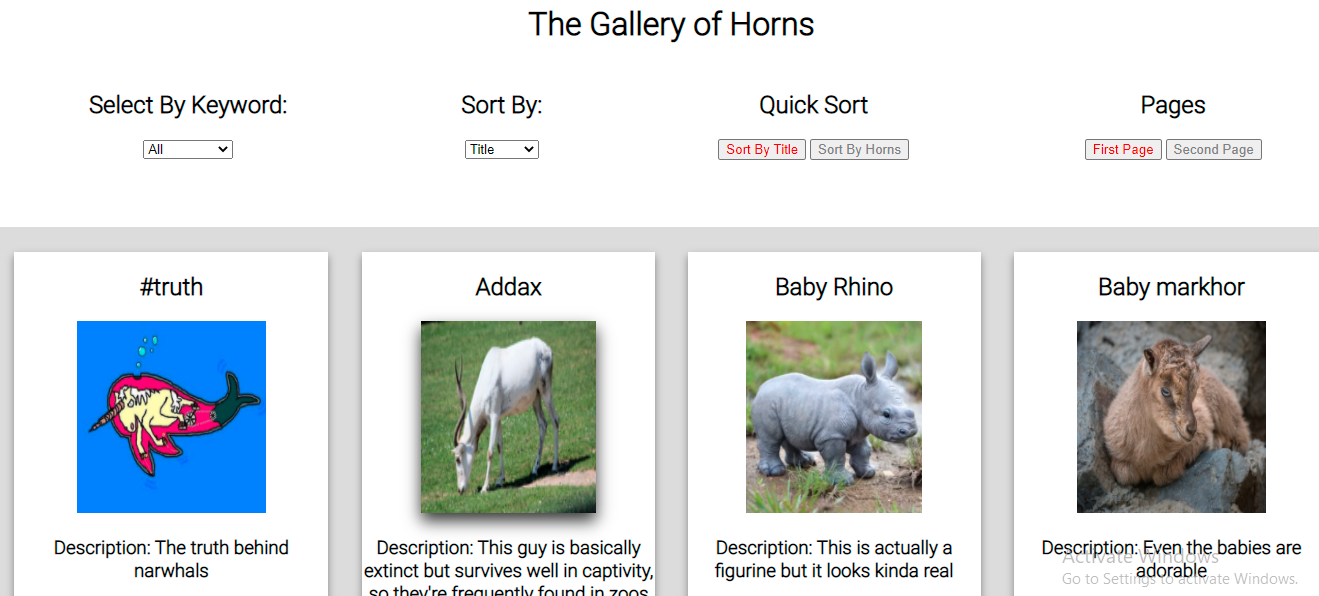 The Gallery of Horns
Select By Keyword:
All
Sort By:
Title
Quick Sort
Sort By Title Sort By Horns
Pages
First Page Second Page
#truth
Description: The truth behind
narwhals
Addax
Description: This guy is basically
extinct but survives well in captivity,
so they're frequently found in zoos
Baby Rhino
Description: This is actually a
figurine but it looks kinda real
Baby markhor
Description: Even the babies are
adorable
Activate Windows
Go to Settings to activate Windows.